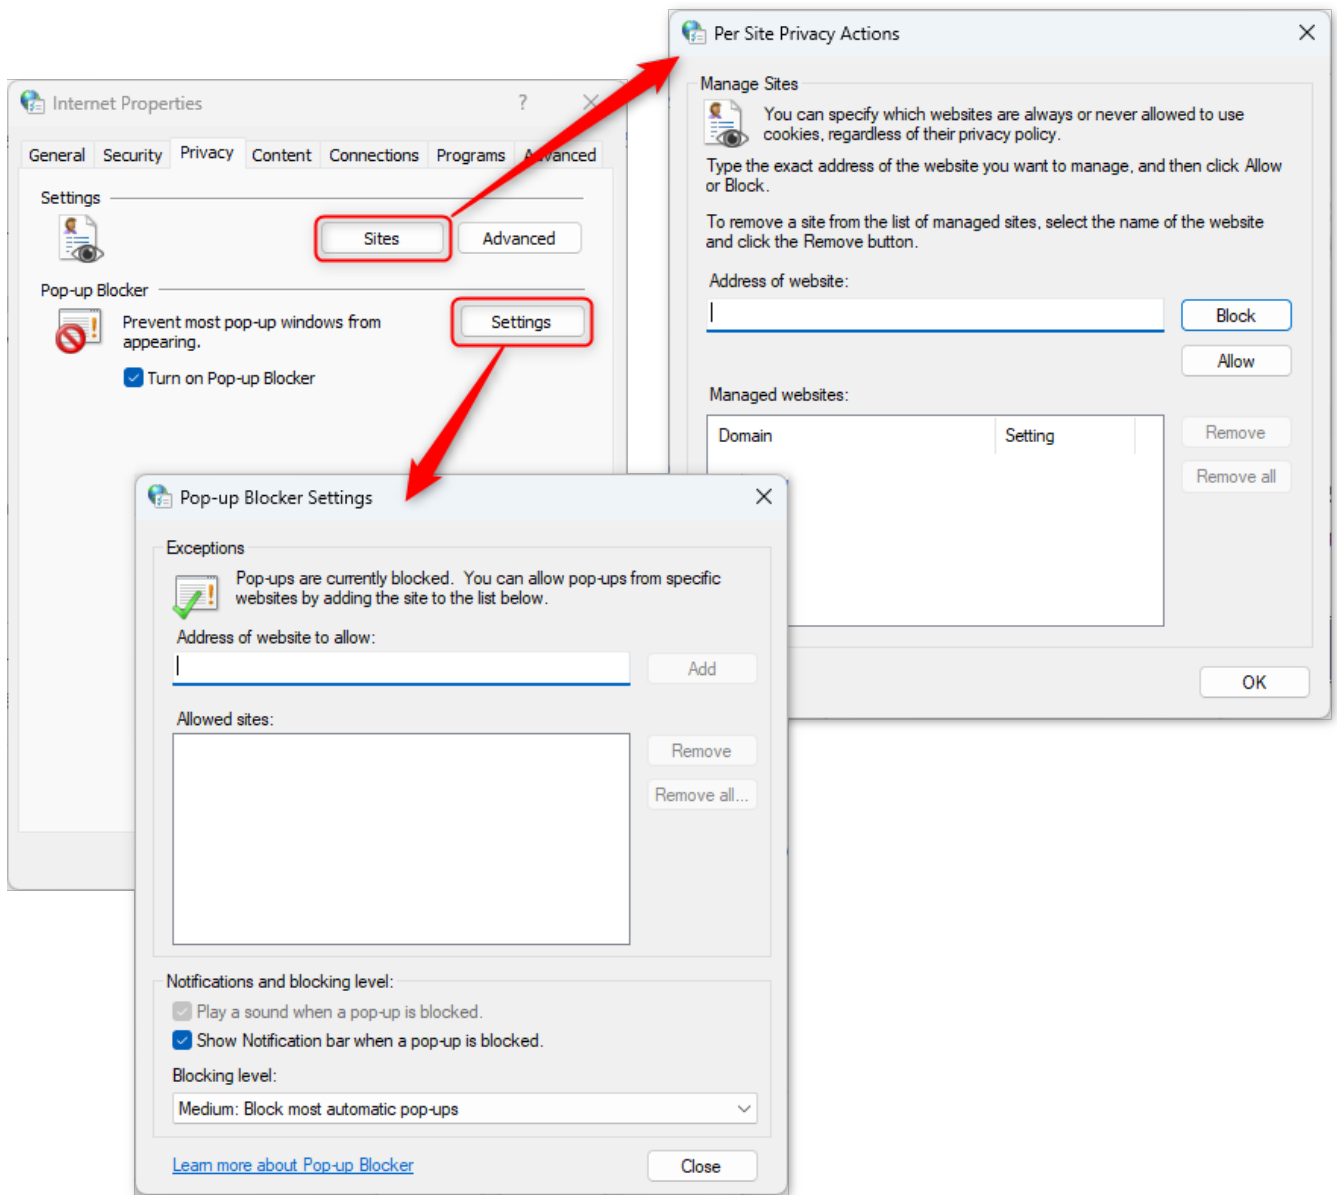 Per Site Privacy Actions
Manage Sites
You can specify which websites are always or never allowed to use
cookies, regardless of their privacy policy.
Type the exact address of the website you want to manage, and then click Allow
or Block.
To remove a site from the list of managed sites, select the name of the website
and click the Remove button.
Address of website:
Block
Allow
Managed websites:
Domain Setting
Remove
Remove all
OK
Internet Properties ?
General Security Privacy Content Connections Programs Advanced
Settings
Sites Advanced
Pop-up Blocker
Prevent most pop-up windows from
appearing.
Settings
Turn on Pop-up Blocker
Pop-up Blocker Settings
Exceptions
Pop-ups are currently blocked. You can allow pop-ups from specific
websites by adding the site to the list below.
Address of website to allow:
Add
Allowed sites:
Remove
Remove all...
Notifications and blocking level:
Play a sound when a pop-up is blocked.
Show Notification bar when a pop-up is blocked.
Blocking level:
Medium: Block most automatic pop-ups
Learn more about Pop-up Blocker
Close